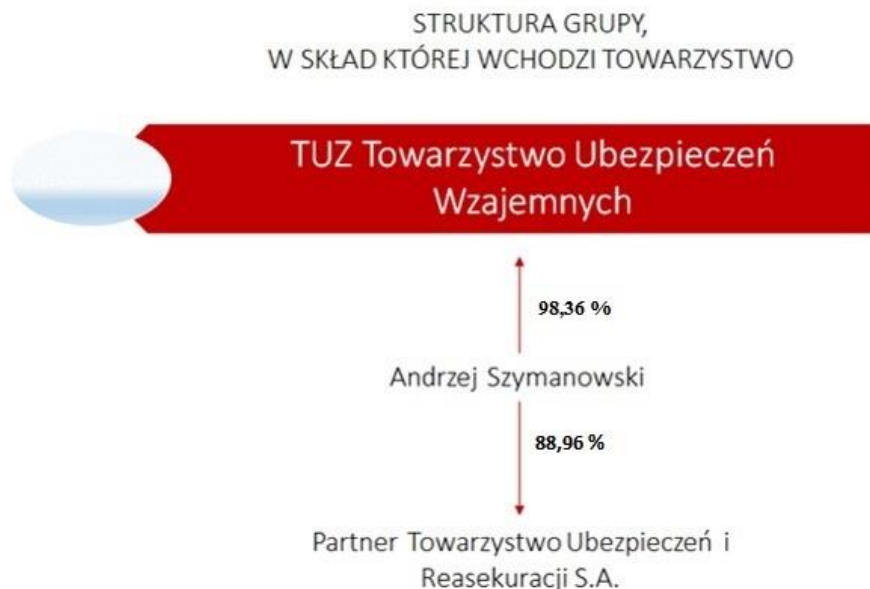 STRUKTURA GRUPY,
W SKŁAD KTÓREJ WCHODZI TOWARZYSTWO
TUZ Towarzystwo Ubezpieczeń
Wzajemnych
98,36 %
Andrzej Szymanowski
88,96 %
Partner Towarzystwo Ubezpieczeń i
Reasekuracji S.A.